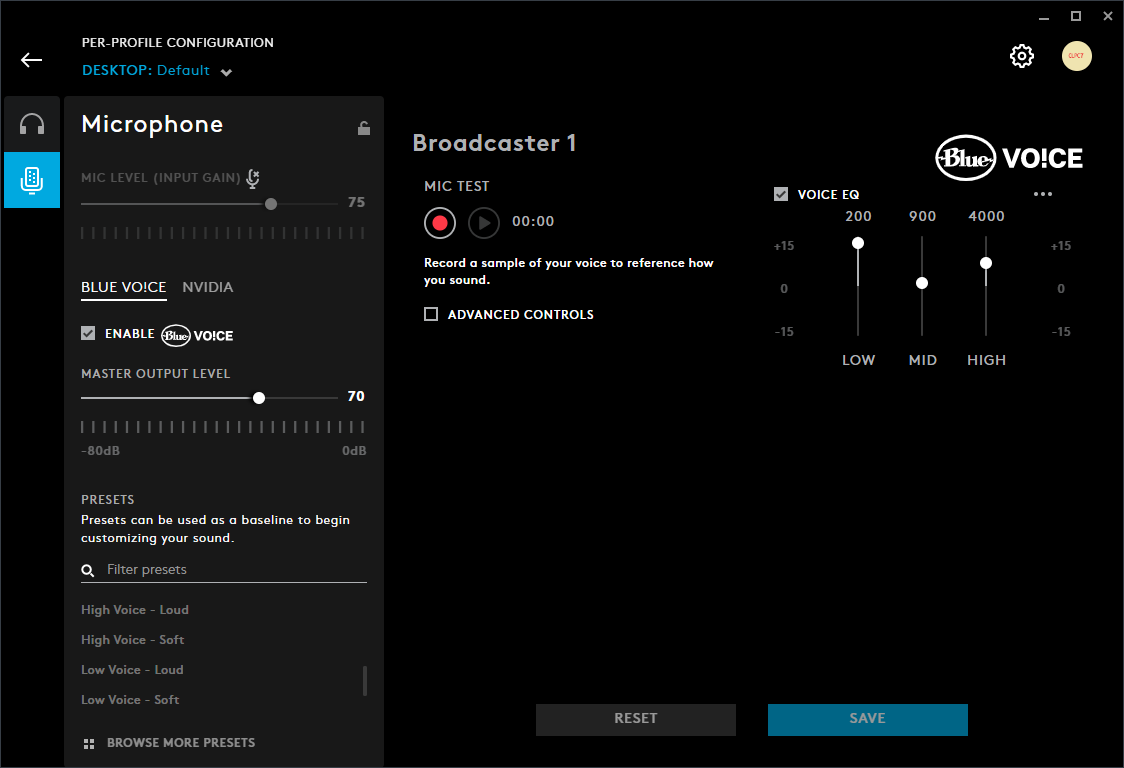 PER-PROFILE CONFIGURATION
DESKTOP: Default
Microphone
MIC LEVEL (INPUT GAIN)
75
BLUE VO!CE NVIDIA
ENABLE Blue VO!CE
MASTER OUTPUT LEVEL
70
-80dB 0dB
PRESETS
Presets can be used as a baseline to begin
customizing your sound.
Filter presets
High Voice - Loud
High Voice - Soft
Low Voice - Loud
Low Voice - Soft
BROWSE MORE PRESETS
Broadcaster 1
MIC TEST
00:00
Record a sample of your voice to reference how
you sound.
ADVANCED CONTROLS
Blue VO!CE
VOICE EQ
200 900 4000
+15 +15
0 0
-15 -15
LOW MID HIGH
RESET SAVE